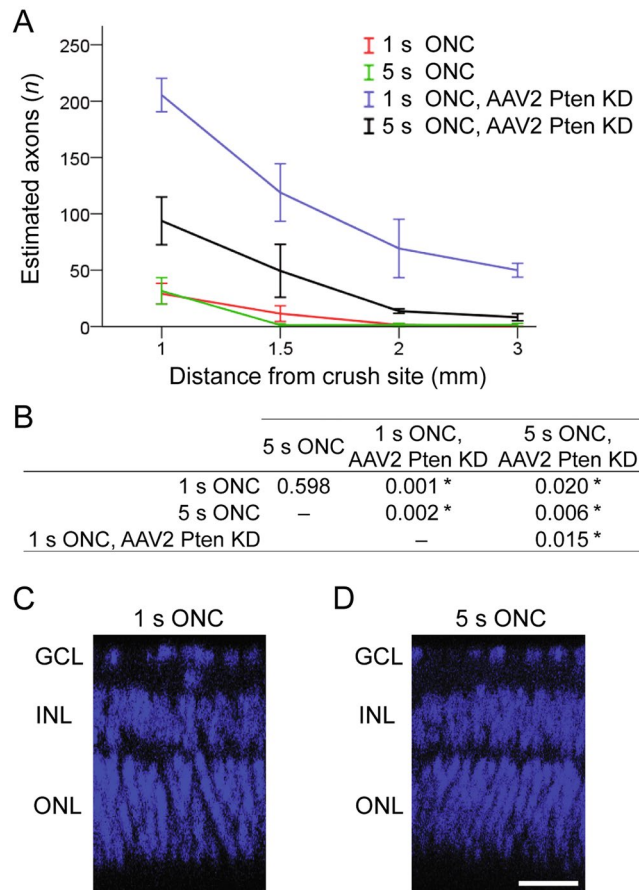 A
Estimated axons (n)
250
200
150
100
50
0
1 1.5 2 3
Distance from crush site (mm)
1 s ONC
5 s ONC
1 s ONC, AAV2 Pten KD
5 s ONC, AAV2 Pten KD
B
5 s ONC 1 s ONC, AAV2 Pten KD 5 s ONC, AAV2 Pten KD
1 s ONC 0.598 0.001 * 0.020 *
5 s ONC – 0.002 * 0.006 *
1 s ONC, AAV2 Pten KD – 0.015 *
C
1 s ONC
GCL
INL
ONL
D
5 s ONC
GCL
INL
ONL